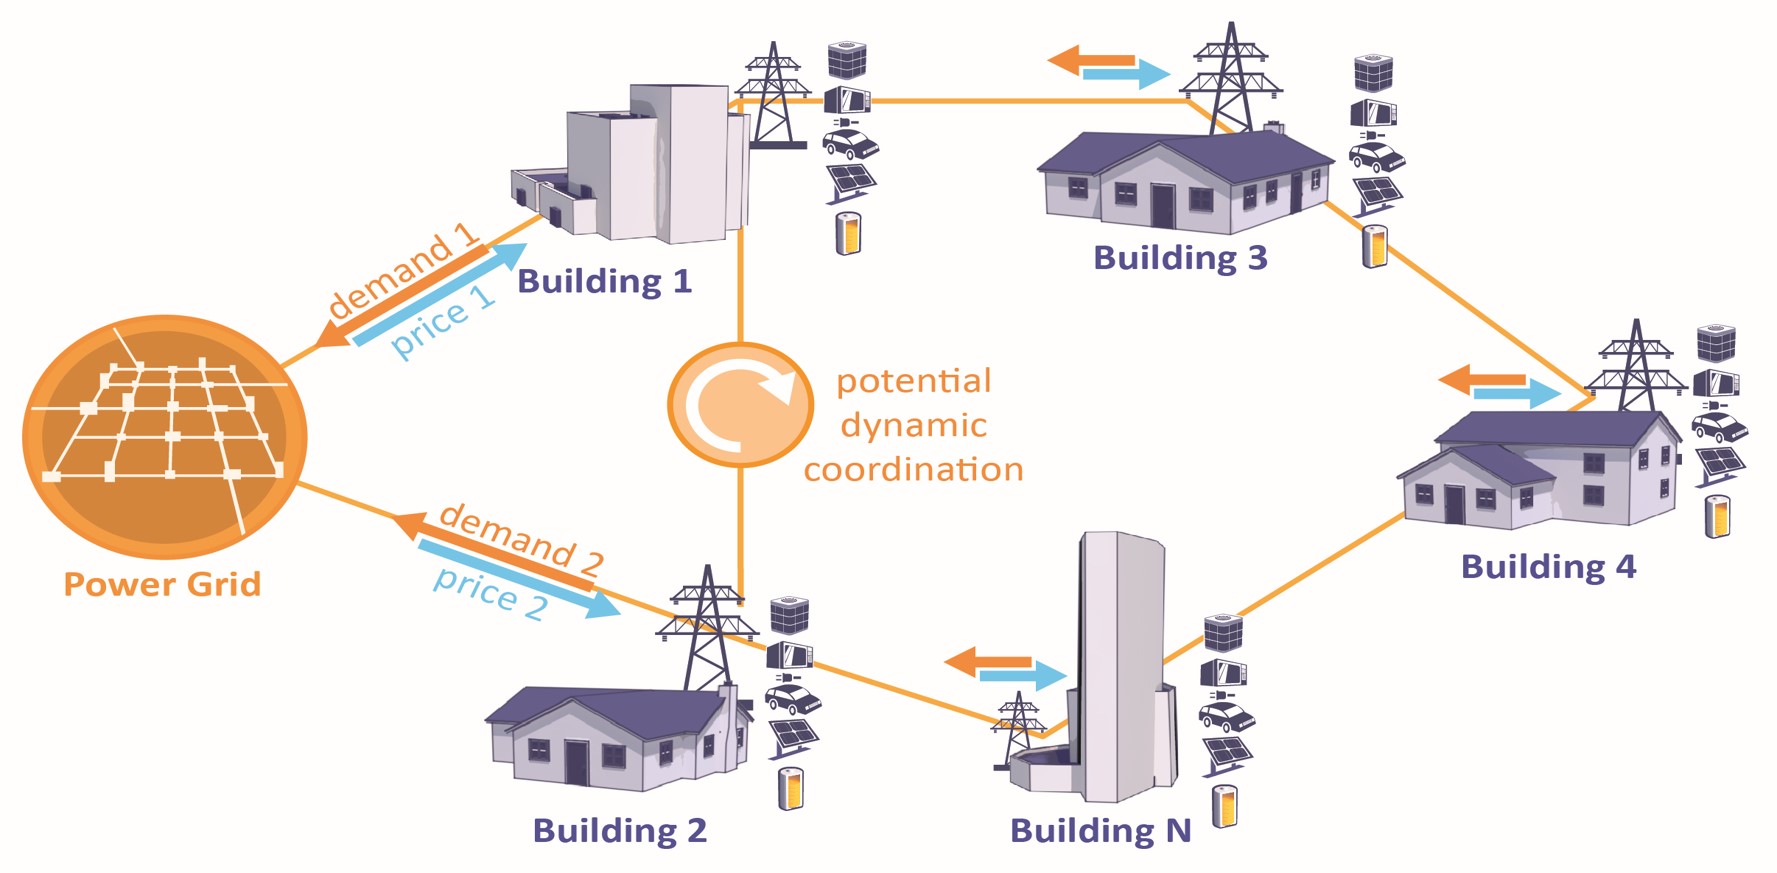 demand 1
price 1
Building 1
Building 3
potential
dynamic
coordination
Building 4
Power Grid
demand 2
price 2
Building 2
Building N